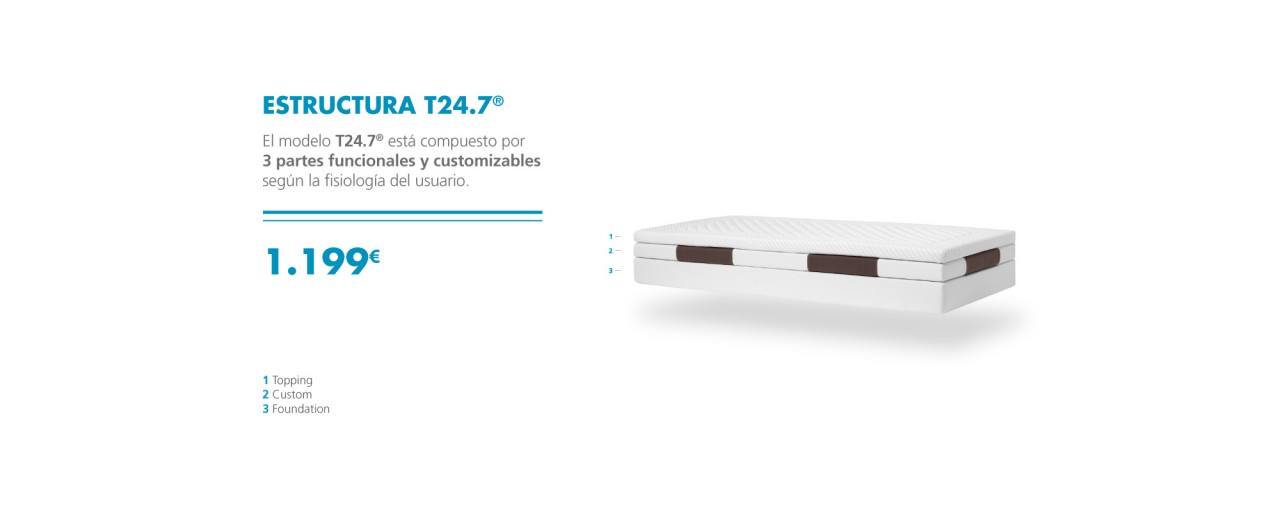 ESTRUCTURA T24.7®
El modelo T24.7® está compuesto por
3 partes funcionales y customizables
según la fisiología del usuario.
1.199€
1
2
3
1 Topping
2 Custom
3 Foundation